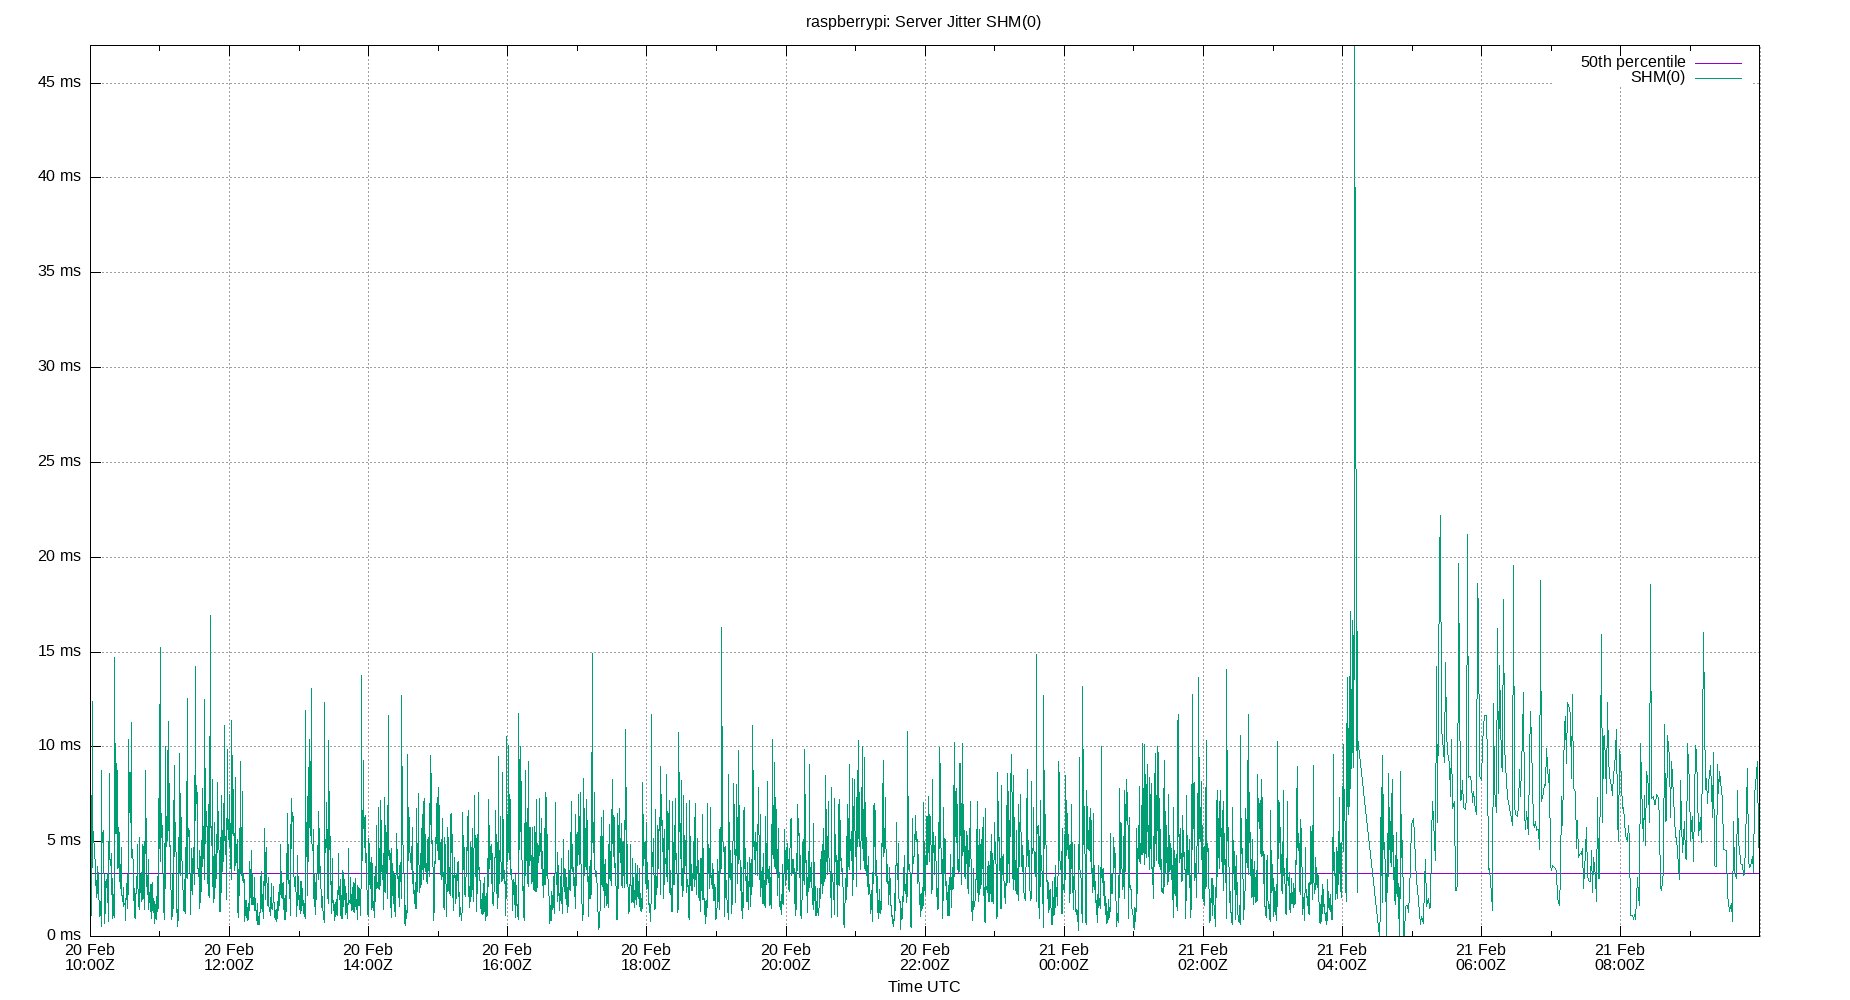 raspberrypi: Server Jitter SHM(0)
50th percentile
SHM(0)
45 ms
40 ms
35 ms
30 ms
25 ms
20 ms
15 ms
10 ms
5 ms
0 ms
20 Feb 20 Feb 20 Feb 20 Feb 20 Feb 20 Feb 20 Feb 21 Feb 21 Feb 21 Feb 21 Feb 21 Feb
10:00Z 12:00Z 14:00Z 16:00Z 18:00Z 20:00Z 22:00Z 00:00Z 02:00Z 04:00Z 06:00Z 08:00Z
Time UTC